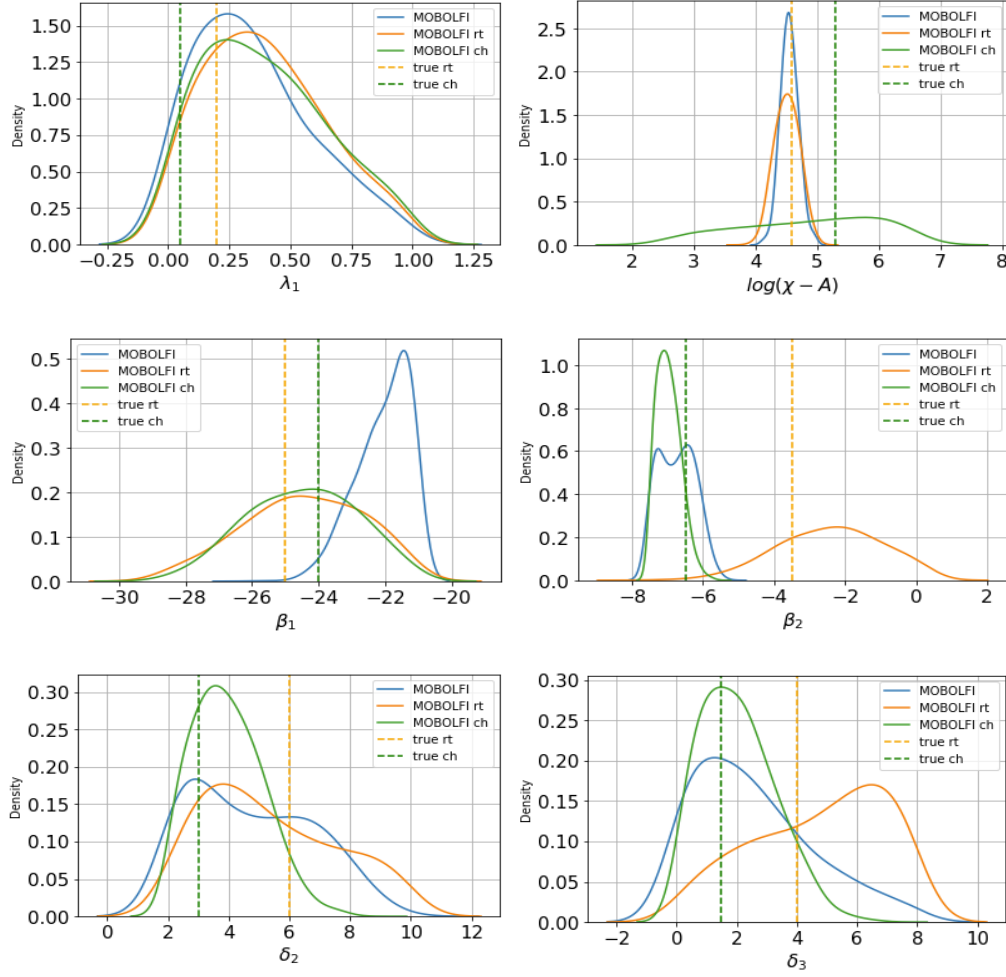 Density
1.50
1.25
1.00
0.75
0.50
0.25
0.00
−0.25 0.00 0.25 0.50 0.75 1.00 1.25
λ₁
MOBOLFI
MOBOLFI rt
MOBOLFI ch
true rt
true ch
Density
2.5
2.0
1.5
1.0
0.5
0.0
2 3 4 5 6 7 8
log(χ − A)
MOBOLFI
MOBOLFI rt
MOBOLFI ch
true rt
true ch
Density
0.5
0.4
0.3
0.2
0.1
0.0
−30 −28 −26 −24 −22 −20
β₁
MOBOLFI
MOBOLFI rt
MOBOLFI ch
true rt
true ch
Density
1.0
0.8
0.6
0.4
0.2
0.0
−8 −6 −4 −2 0 2
β₂
MOBOLFI
MOBOLFI rt
MOBOLFI ch
true rt
true ch
Density
0.30
0.25
0.20
0.15
0.10
0.05
0.00
0 2 4 6 8 10 12
δ₂
MOBOLFI
MOBOLFI rt
MOBOLFI ch
true rt
true ch
Density
0.30
0.25
0.20
0.15
0.10
0.05
0.00
−2 0 2 4 6 8 10
δ₃
MOBOLFI
MOBOLFI rt
MOBOLFI ch
true rt
true ch